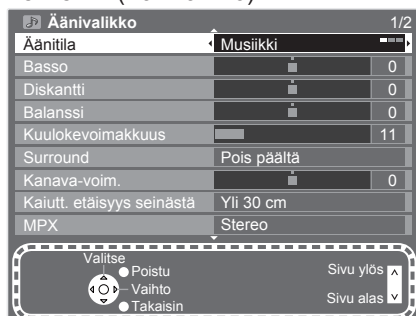 Äänivalikko 1/2
Äänitila Musiikki
Basso 0
Diskantti 0
Balanssi 0
Kuulokevoimakkuus 11
Surround Pois päältä
Kanava-voim. 0
Kaiutt. etäisyys seinästä Yli 30 cm
MPX Stereo
Valitse
Poistu
Vaihto
Takaisin
Sivu ylös
Sivu alas